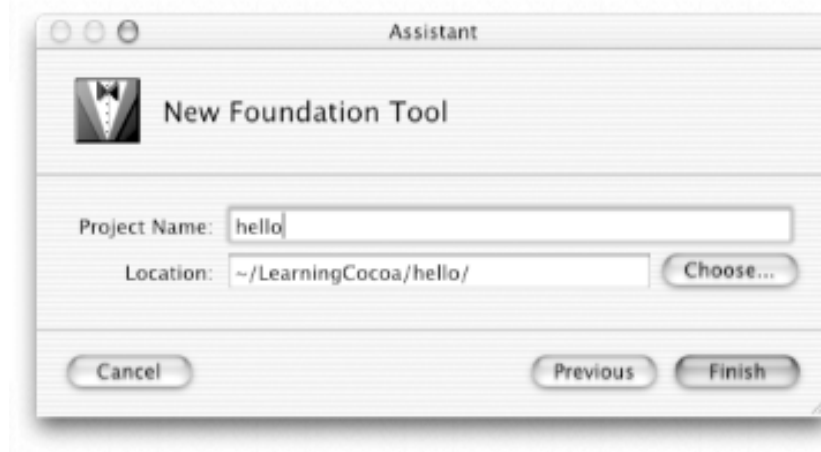 Assistant
New Foundation Tool
Project Name: hello
Location: ~/LearningCocoa/hello/ Choose...
Cancel Previous Finish